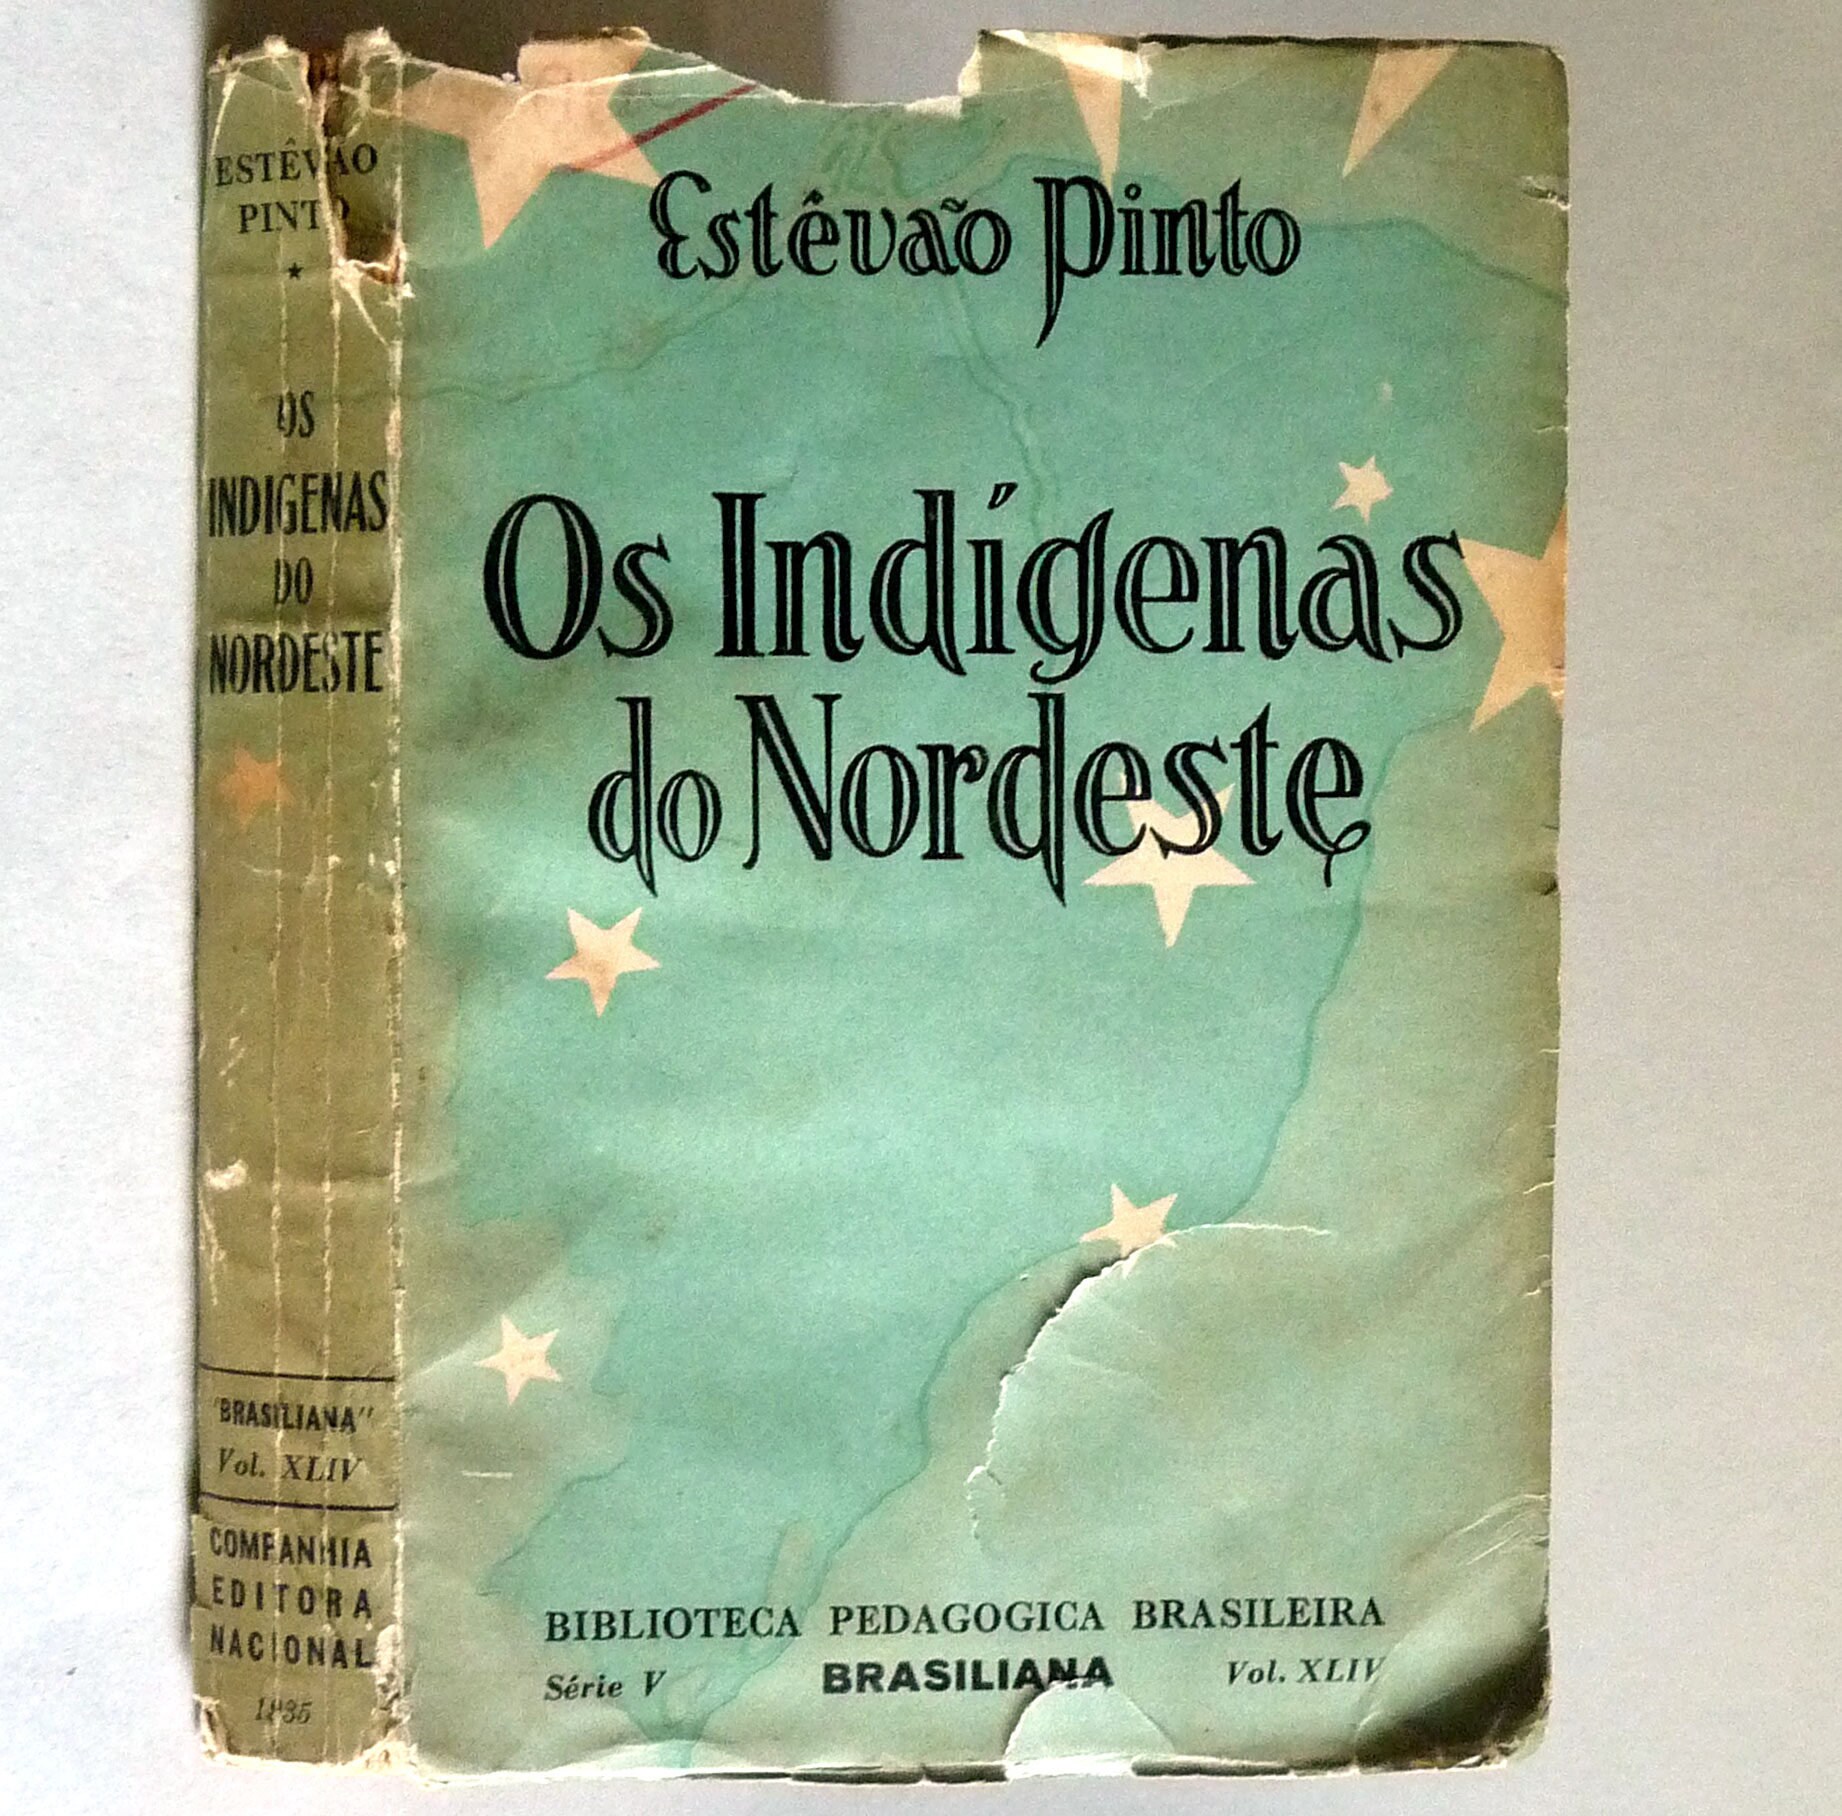 ESTÊVÃO
PINTO
OS
INDIGENAS
DO
NORDESTE
"BRASILIANA"
Vol. XLIV
COMPANHIA
EDITORA
NACIONAL
1935
Estêvão Pinto
Os Indígenas
do Nordeste
BIBLIOTECA PEDAGOGICA BRASILEIRA
Série V BRASILIANA Vol. XLIV